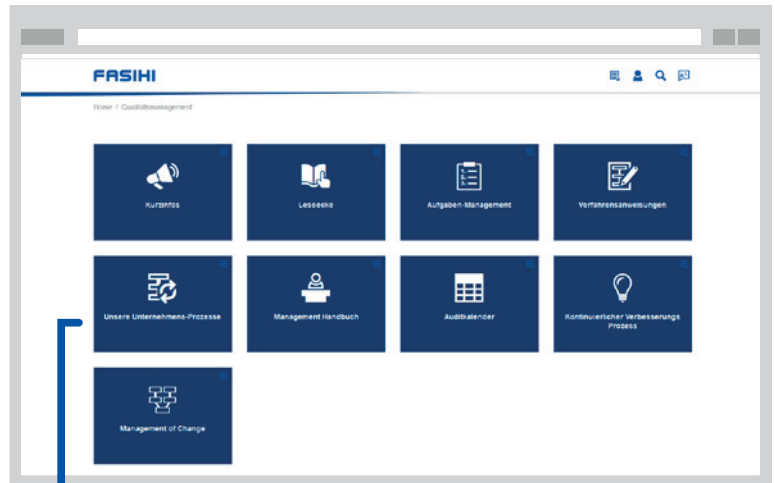 FASIHI
Home / Qualitätsmanagement
Kurzinfos
Leseecke
Aufgaben-Management
Verfahrensanweisungen
Unsere Unternehmens-Prozesse
Management Handbuch
Auditkalender
Kontinuierlicher Verbesserungs
Prozess
Management of Change